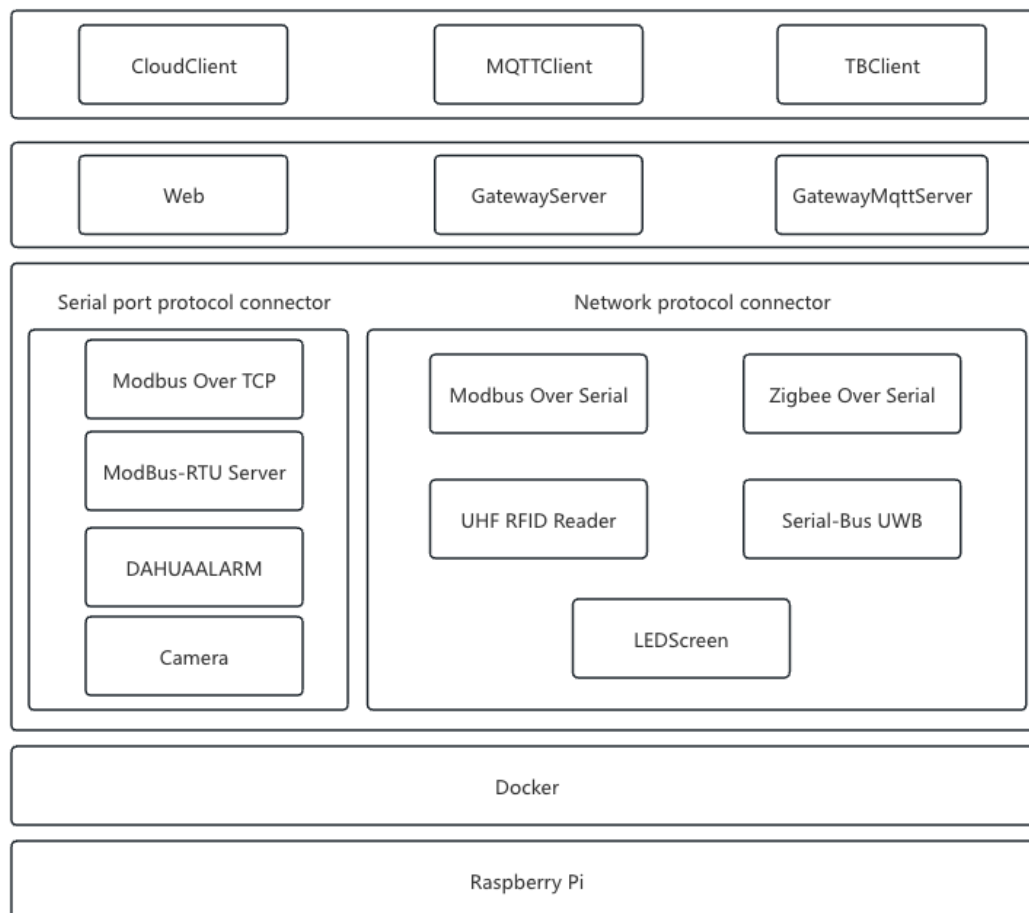 CloudClient
MQTTClient
TBClient
Web
GatewayServer
GatewayMqttServer
Serial port protocol connector
Modbus Over TCP
ModBus-RTU Server
DAHUAALARM
Camera
Network protocol connector
Modbus Over Serial
Zigbee Over Serial
UHF RFID Reader
Serial-Bus UWB
LEDScreen
Docker
Raspberry Pi